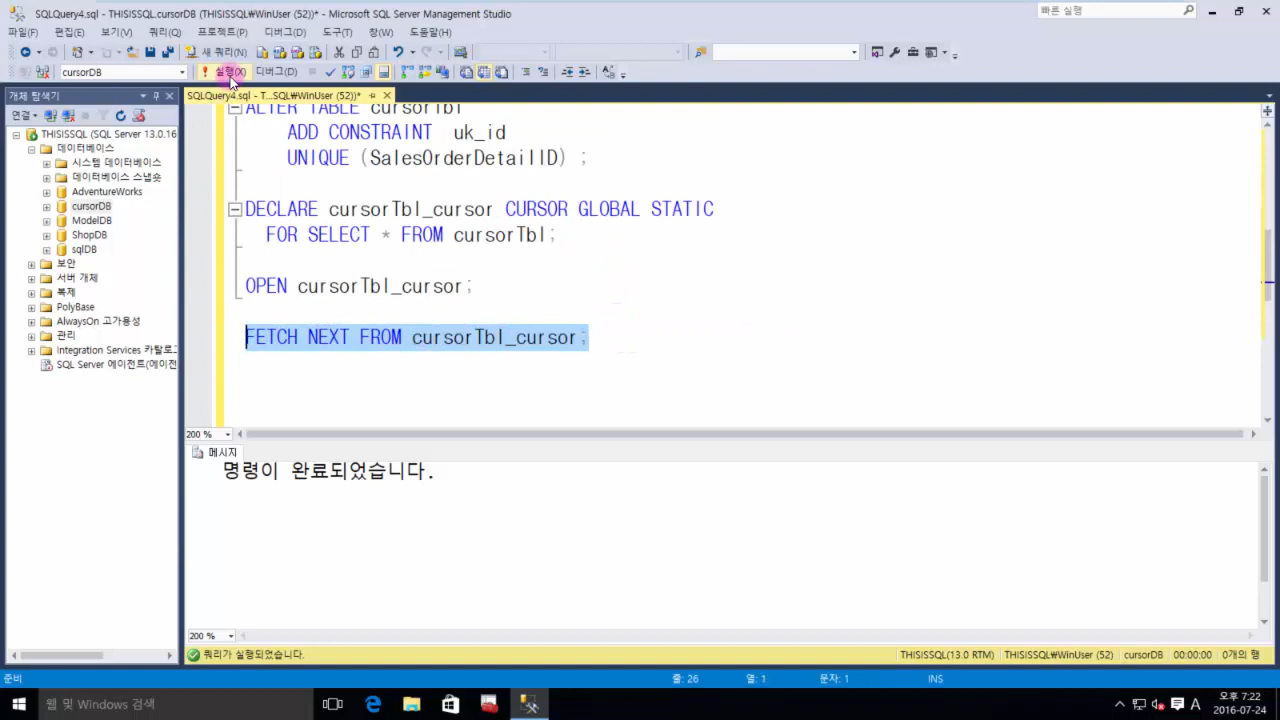 SQLQuery4.sql - THISISSQL.cursorDB (THISISSQL₩WinUser (52))* - Microsoft SQL Server Management Studio
빠른 실행
파일(F) 편집(E) 보기(V) 쿼리(Q) 프로젝트(P) 디버그(D) 도구(T) 창(W) 도움말(H)
새 쿼리(N)
cursorDB
실행(X) 디버그(D)
개체 탐색기
SQLQuery4.sql - T...SQL₩WinUser (52))*
연결
THISISSQL (SQL Server 13.0.16
데이터베이스
시스템 데이터베이스
데이터베이스 스냅숏
AdventureWorks
cursorDB
ModelDB
ShopDB
sqlDB
보안
서버 개체
복제
PolyBase
AlwaysOn 고가용성
관리
Integration Services 카탈로
SQL Server 에이전트(에이전
ALTER TABLE cursorTbl
ADD CONSTRAINT uk_id
UNIQUE (SalesOrderDetailID) ;
DECLARE cursorTbl_cursor CURSOR GLOBAL STATIC
FOR SELECT * FROM cursorTbl;
OPEN cursorTbl_cursor;
FETCH NEXT FROM cursorTbl_cursor;
200 %
메시지
명령이 완료되었습니다.
200 %
쿼리가 실행되었습니다.
THISISSQL(13.0 RTM) THISISSQL₩WinUser (52) cursorDB 00:00:00 0개의 행
준비
줄: 26 열: 1 문자: 1 INS
웹 및 Windows 검색
A
오후 7:22
2016-07-24